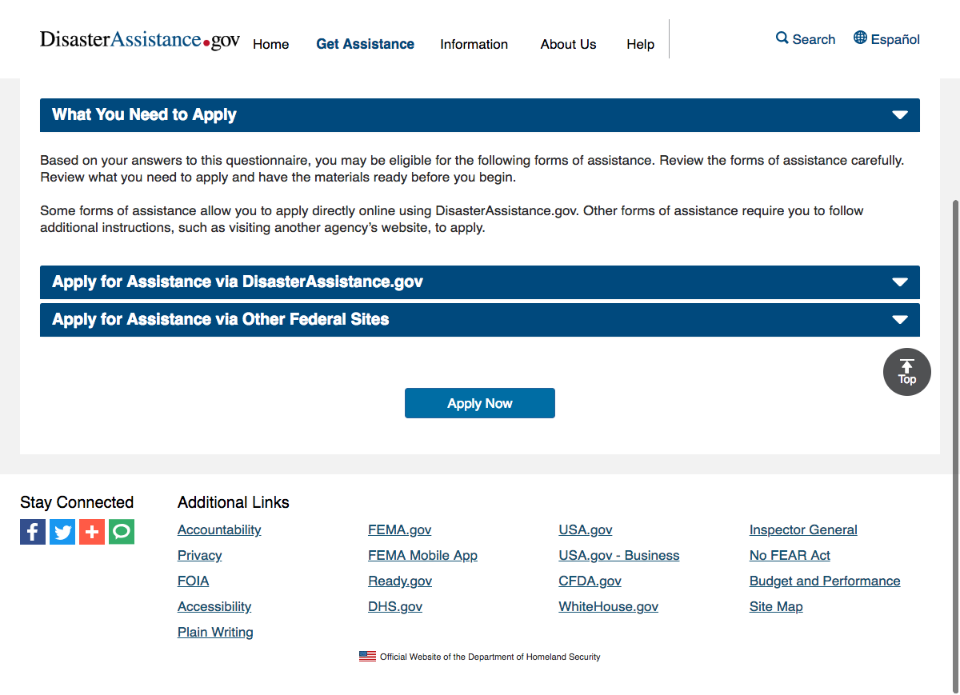 DisasterAssistance.gov Home Get Assistance Information About Us Help Search Español
What You Need to Apply
Based on your answers to this questionnaire, you may be eligible for the following forms of assistance. Review the forms of assistance carefully.
Review what you need to apply and have the materials ready before you begin.
Some forms of assistance allow you to apply directly online using DisasterAssistance.gov. Other forms of assistance require you to follow
additional instructions, such as visiting another agency's website, to apply.
Apply for Assistance via DisasterAssistance.gov
Apply for Assistance via Other Federal Sites
Top
Apply Now
Stay Connected
Additional Links
Accountability FEMA.gov USA.gov Inspector General
Privacy FEMA Mobile App USA.gov - Business No FEAR Act
FOIA Ready.gov CFDA.gov Budget and Performance
Accessibility DHS.gov WhiteHouse.gov Site Map
Plain Writing
Official Website of the Department of Homeland Security